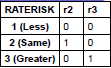 RATERISK r2 r3
1 (Less) 0 0
2 (Same) 1 0
3 (Greater) 0 1